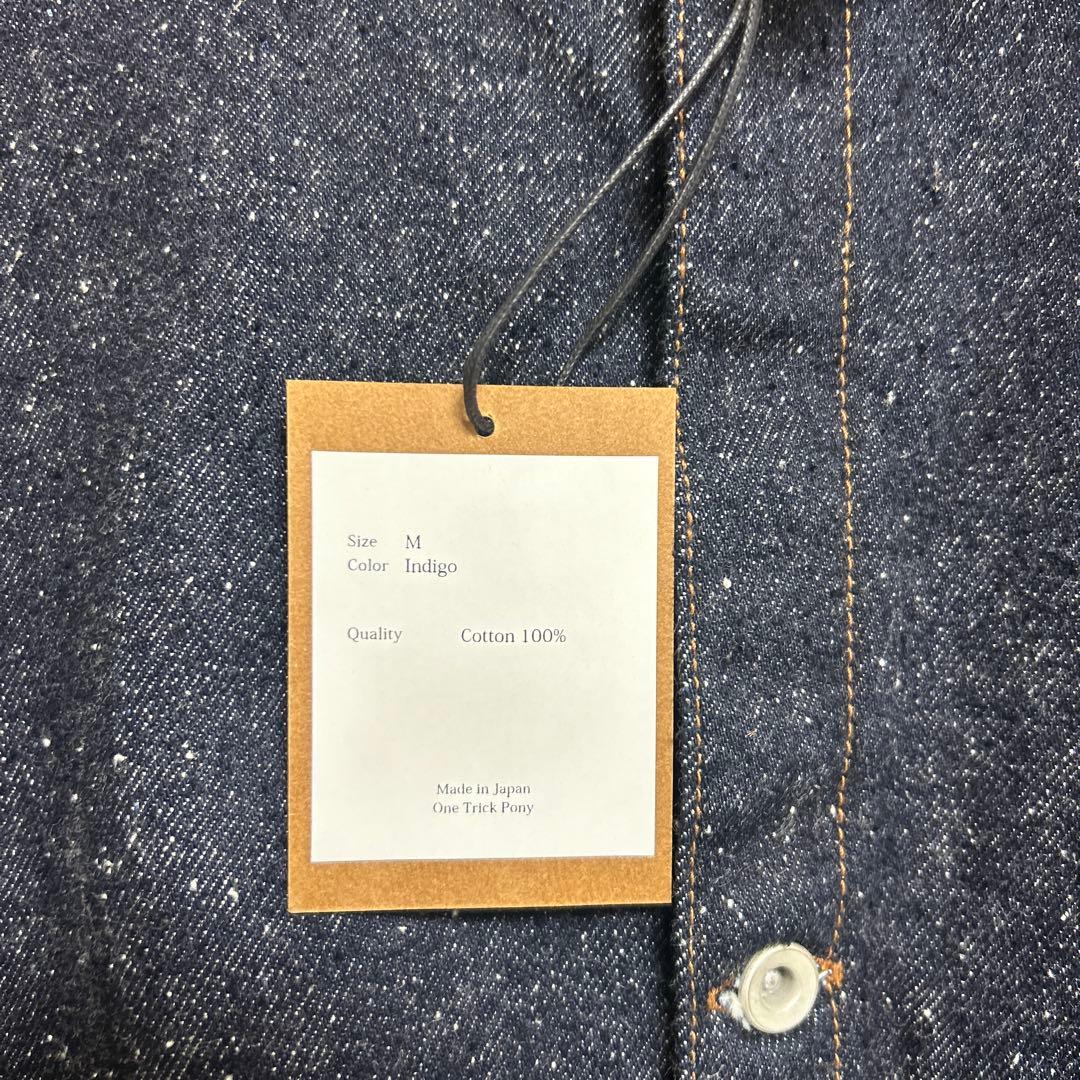 Size M
Color Indigo
Quality Cotton 100%
Made in Japan
One Trick Pony